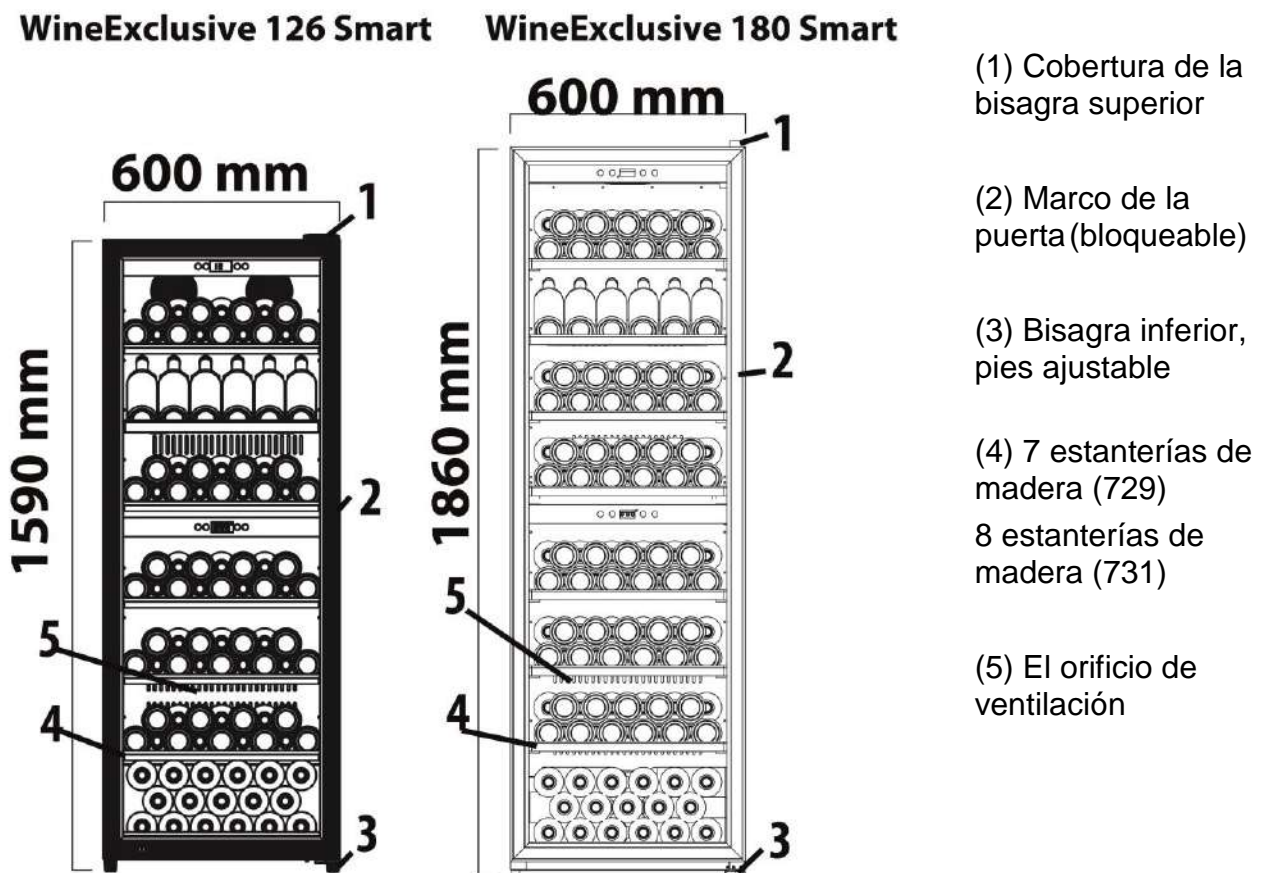 WineExclusive 126 Smart
WineExclusive 180 Smart
600 mm
1
1590 mm
2
5
4
3
600 mm
1
1860 mm
2
5
4
3
(1) Cobertura de la
bisagra superior
(2) Marco de la
puerta (bloqueable)
(3) Bisagra inferior,
pies ajustable
(4) 7 estanterías de
madera (729)
8 estanterías de
madera (731)
(5) El orificio de
ventilación